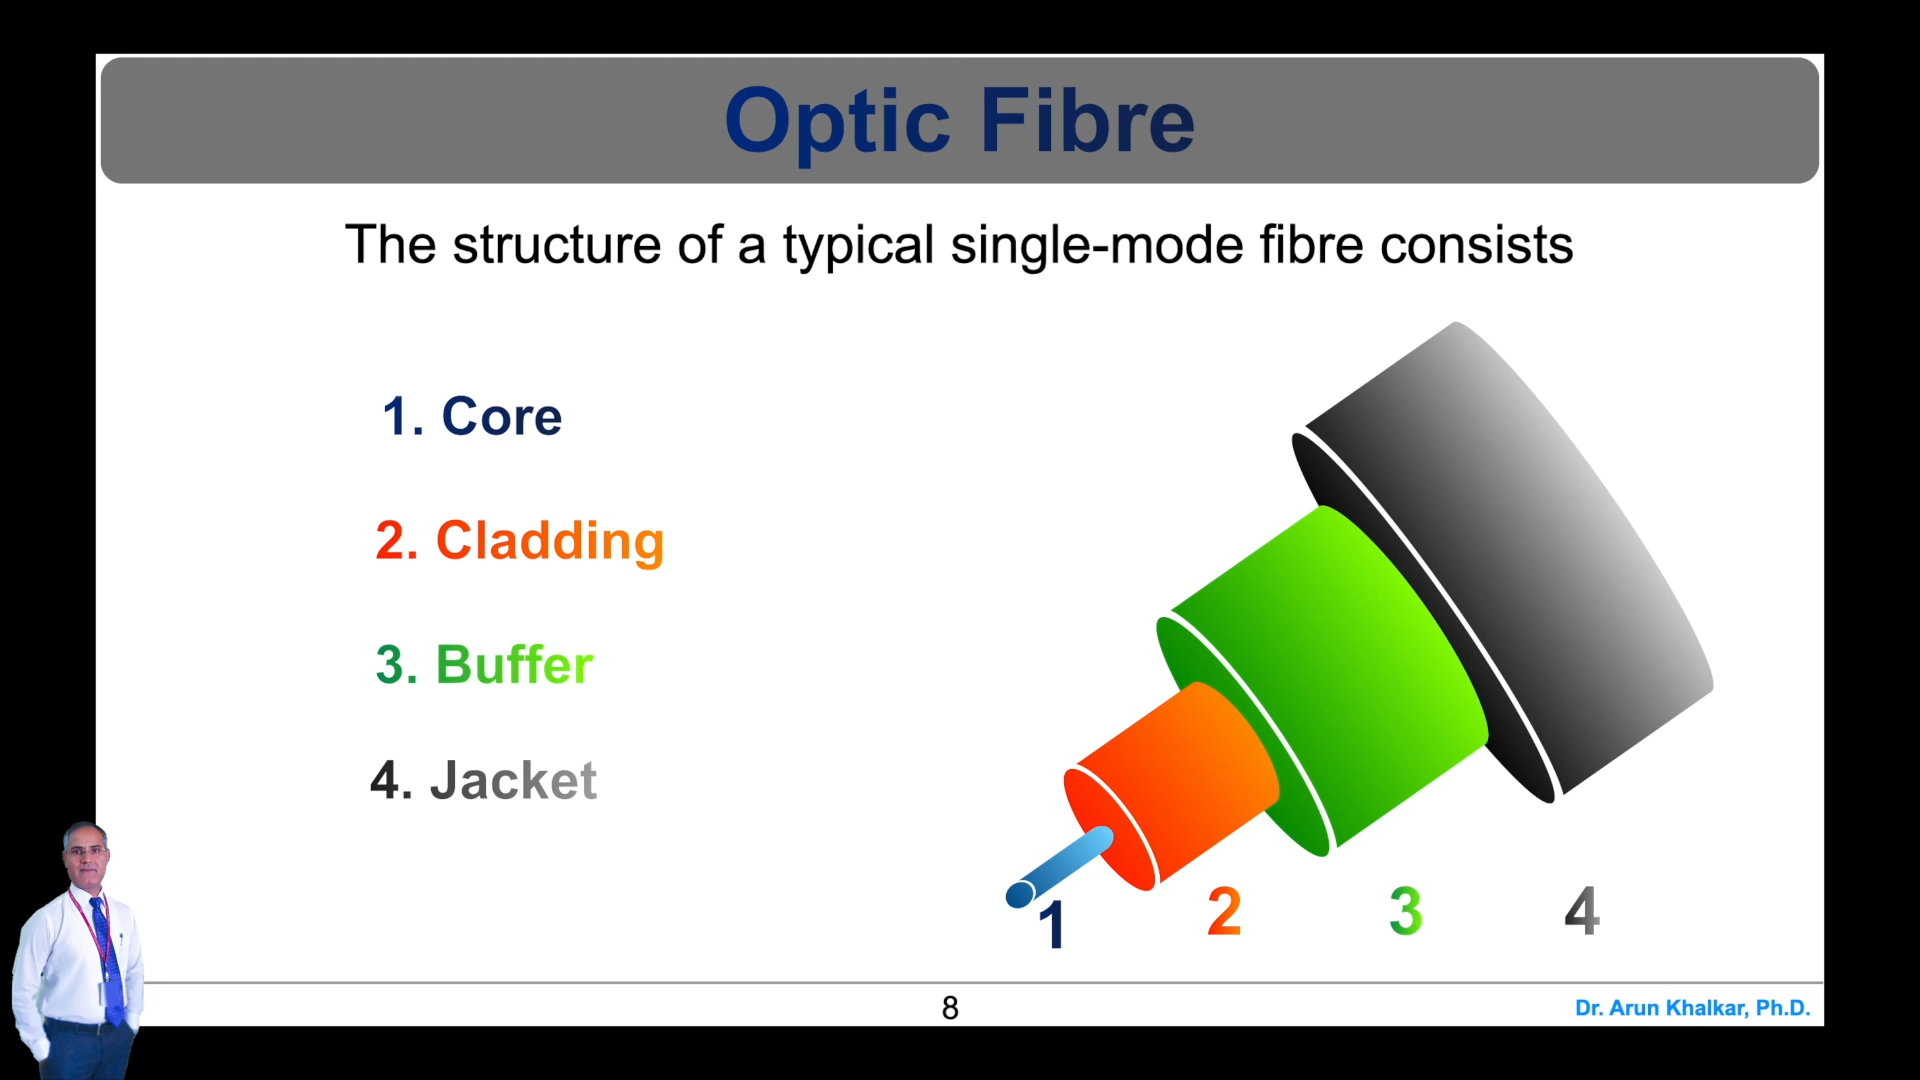 Optic Fibre
The structure of a typical single-mode fibre consists
1. Core
2. Cladding
3. Buffer
4. Jacket
1 2 3 4
8
Dr. Arun Khalkar, Ph.D.